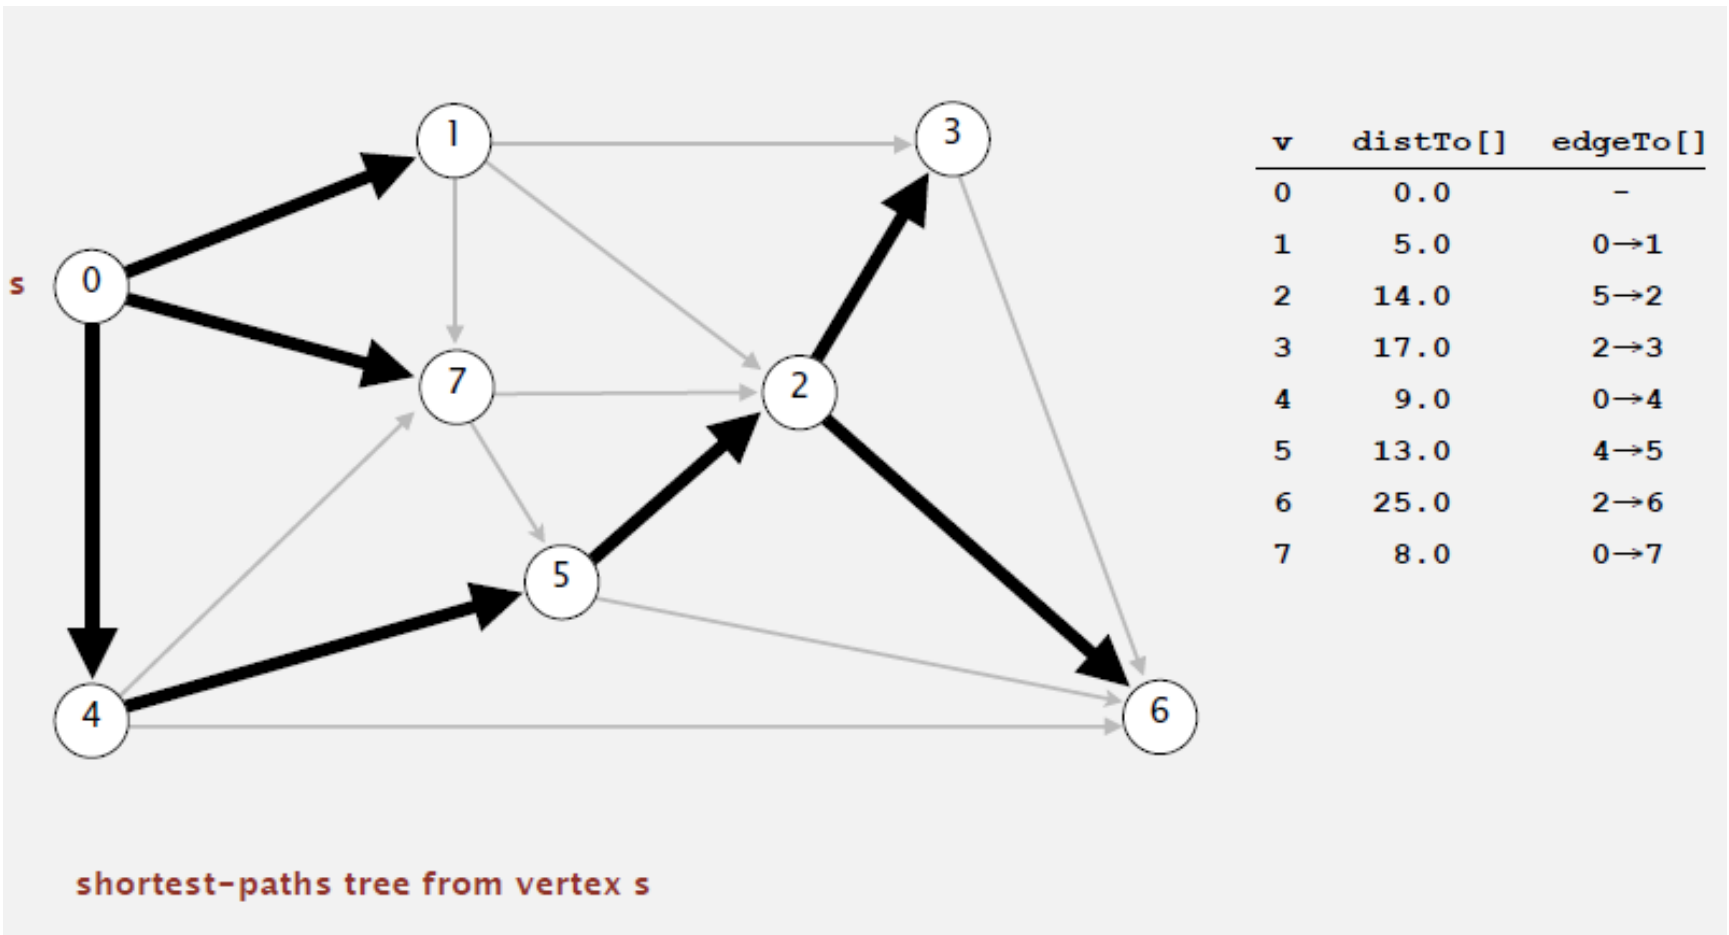 1
3
0
s
7
2
5
4
6
v distTo[] edgeTo[]
0 0.0 -
1 5.0 0→1
2 14.0 5→2
3 17.0 2→3
4 9.0 0→4
5 13.0 4→5
6 25.0 2→6
7 8.0 0→7
shortest-paths tree from vertex s